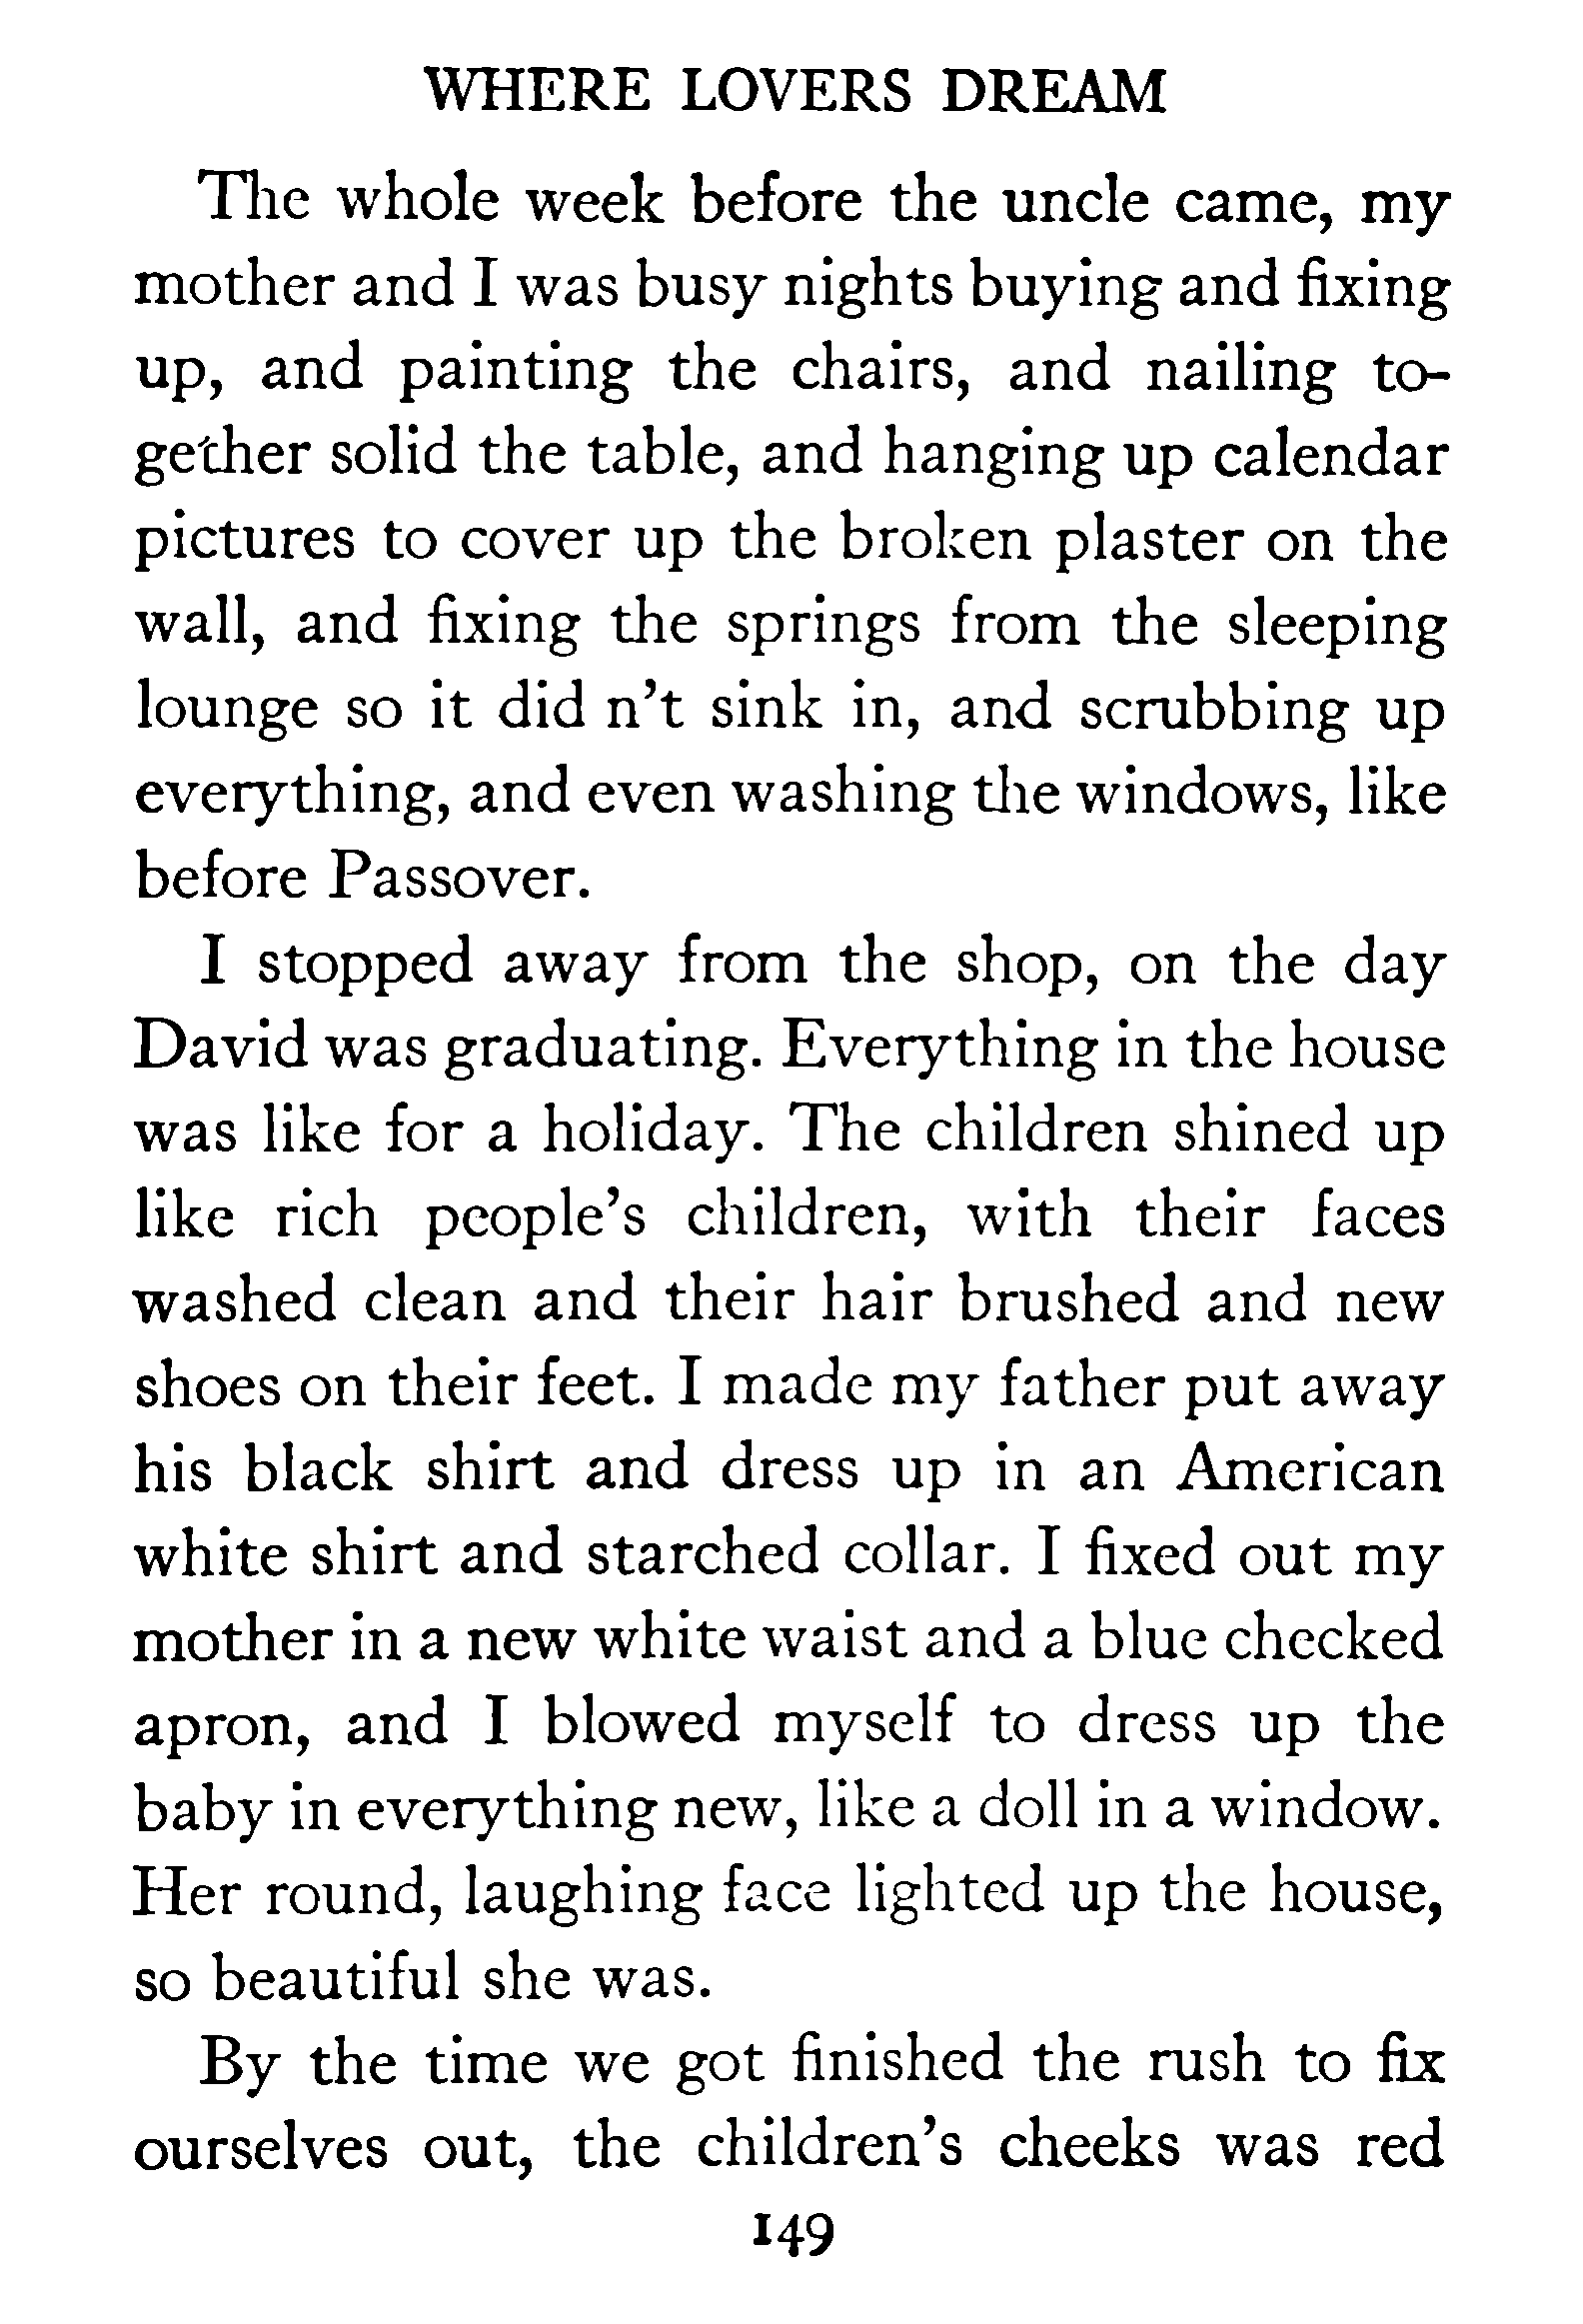 WHERE LOVERS DREAM
The whole week before the uncle came, my
mother and I was busy nights buying and fixing
up, and painting the chairs, and nailing to-
gether solid the table, and hanging up calendar
pictures to cover up the broken plaster on the
wall, and fixing the springs from the sleeping
lounge so it did n't sink in, and scrubbing up
everything, and even washing the windows, like
before Passover.
I stopped away from the shop, on the day
David was graduating. Everything in the house
was like for a holiday. The children shined up
like rich people's children, with their faces
washed clean and their hair brushed and new
shoes on their feet. I made my father put away
his black shirt and dress up in an American
white shirt and starched collar. I fixed out my
mother in a new white waist and a blue checked
apron, and I blowed myself to dress up the
baby in everything new, like a doll in a window.
Her round, laughing face lighted up the house,
so beautiful she was.
By the time we got finished the rush to fix
ourselves out, the children's cheeks was red
149